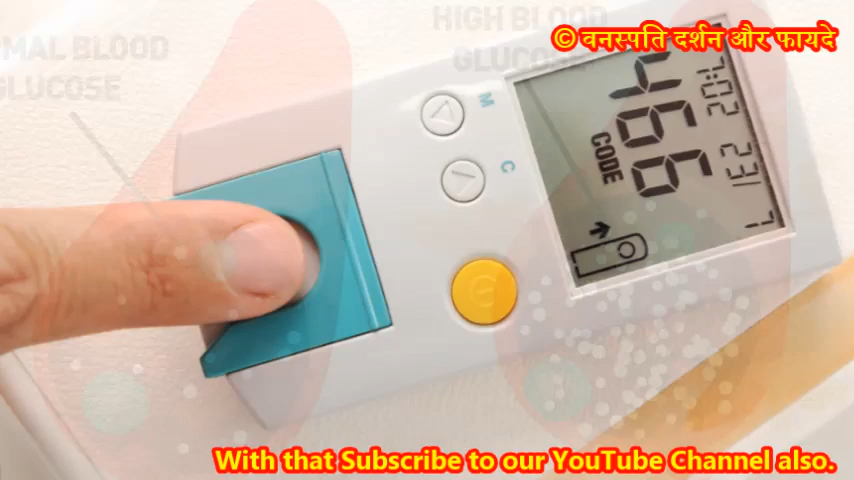 HIGH BLOOD
GLUCOSE
© वनस्पति दर्शन और फायदे
MAL BLOOD
GLUCOSE
M
C
CODE
With that Subscribe to our YouTube Channel also.